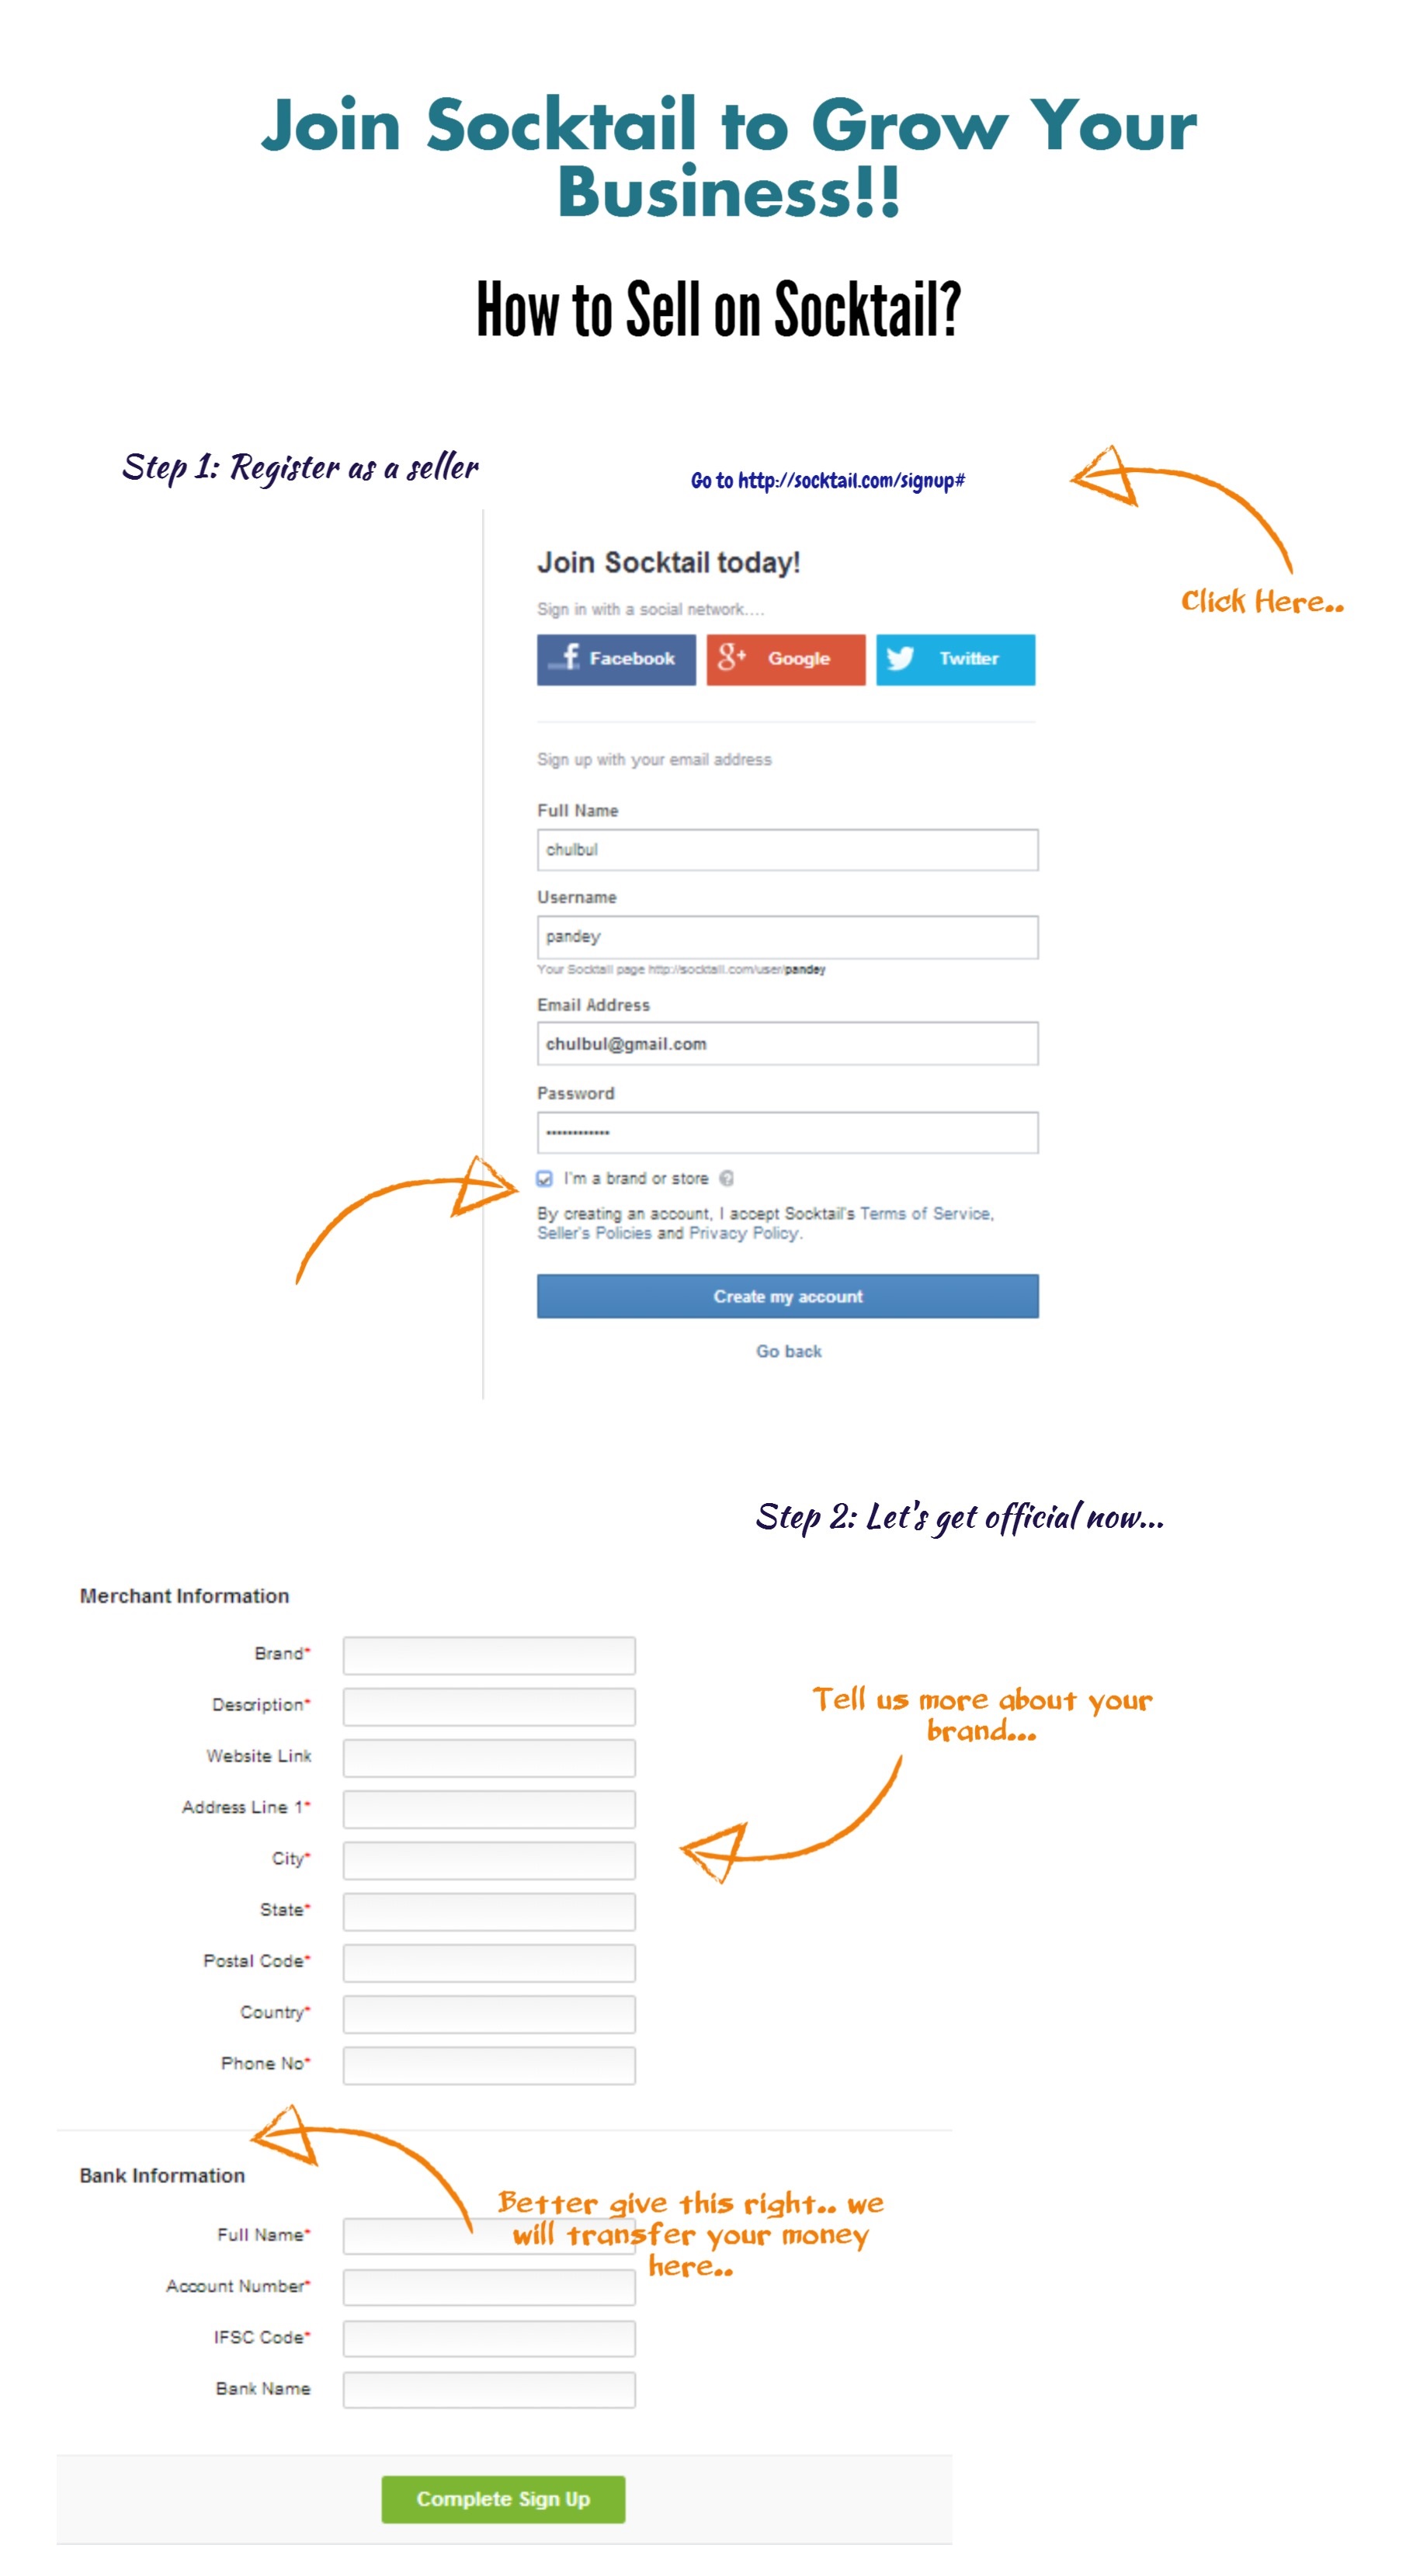 Join Socktail to Grow Your
Business!!
How to Sell on Socktail?
Step 1: Register as a seller
Go to http://socktail.com/signup#
Click Here..
Join Socktail today!
Sign in with a social network....
Facebook
Google
Twitter
Sign up with your email address
Full Name
chulbul
Username
pandey
Your Socktail page http://socktail.com/user/pandey
Email Address
chulbul@gmail.com
Password
••••••••••••
I'm a brand or store ?
By creating an account, I accept Socktail's Terms of Service,
Seller's Policies and Privacy Policy.
Create my account
Go back
Step 2: Let's get official now...
Merchant Information
Brand*
Description*
Website Link
Address Line 1*
City*
State*
Postal Code*
Country*
Phone No*
Tell us more about your
brand...
Bank Information
Full Name*
Account Number*
IFSC Code*
Bank Name
Better give this right.. we
will transfer your money
here..
Complete Sign Up